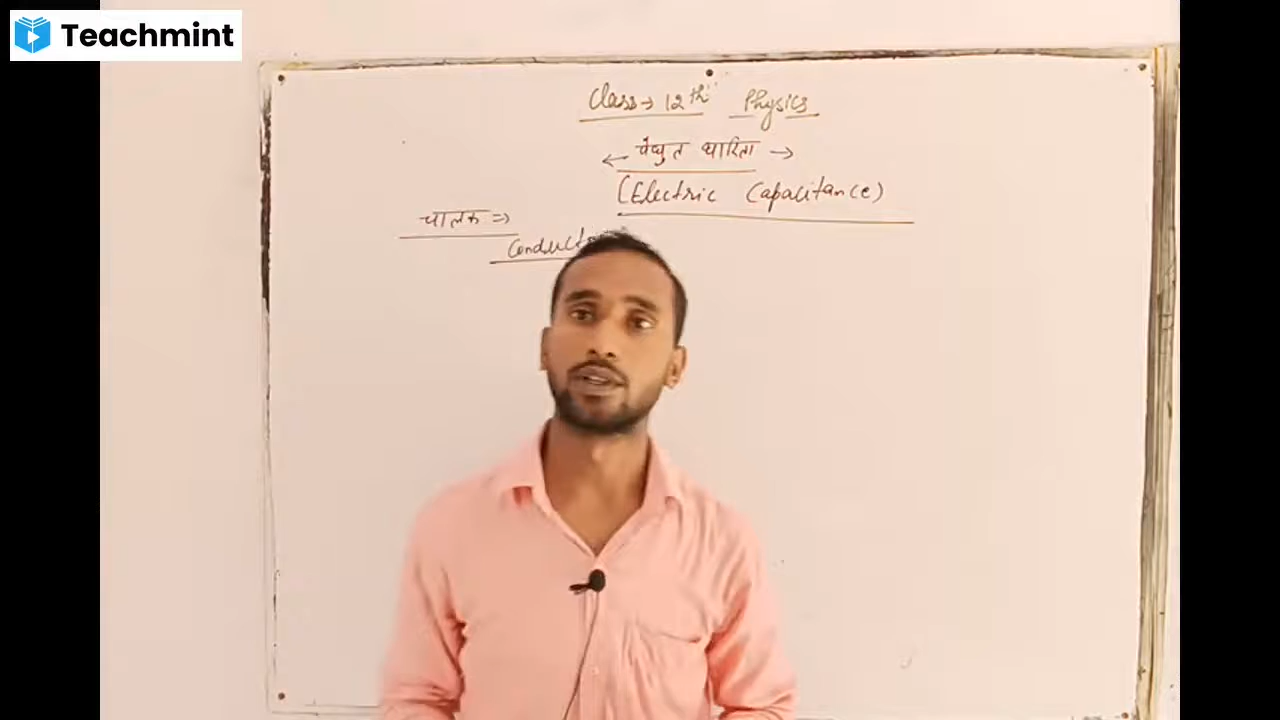 Teachmint
Class → 12th Physics
← वैद्युत धारिता →
(Electric Capacitance)
चालक ⇒